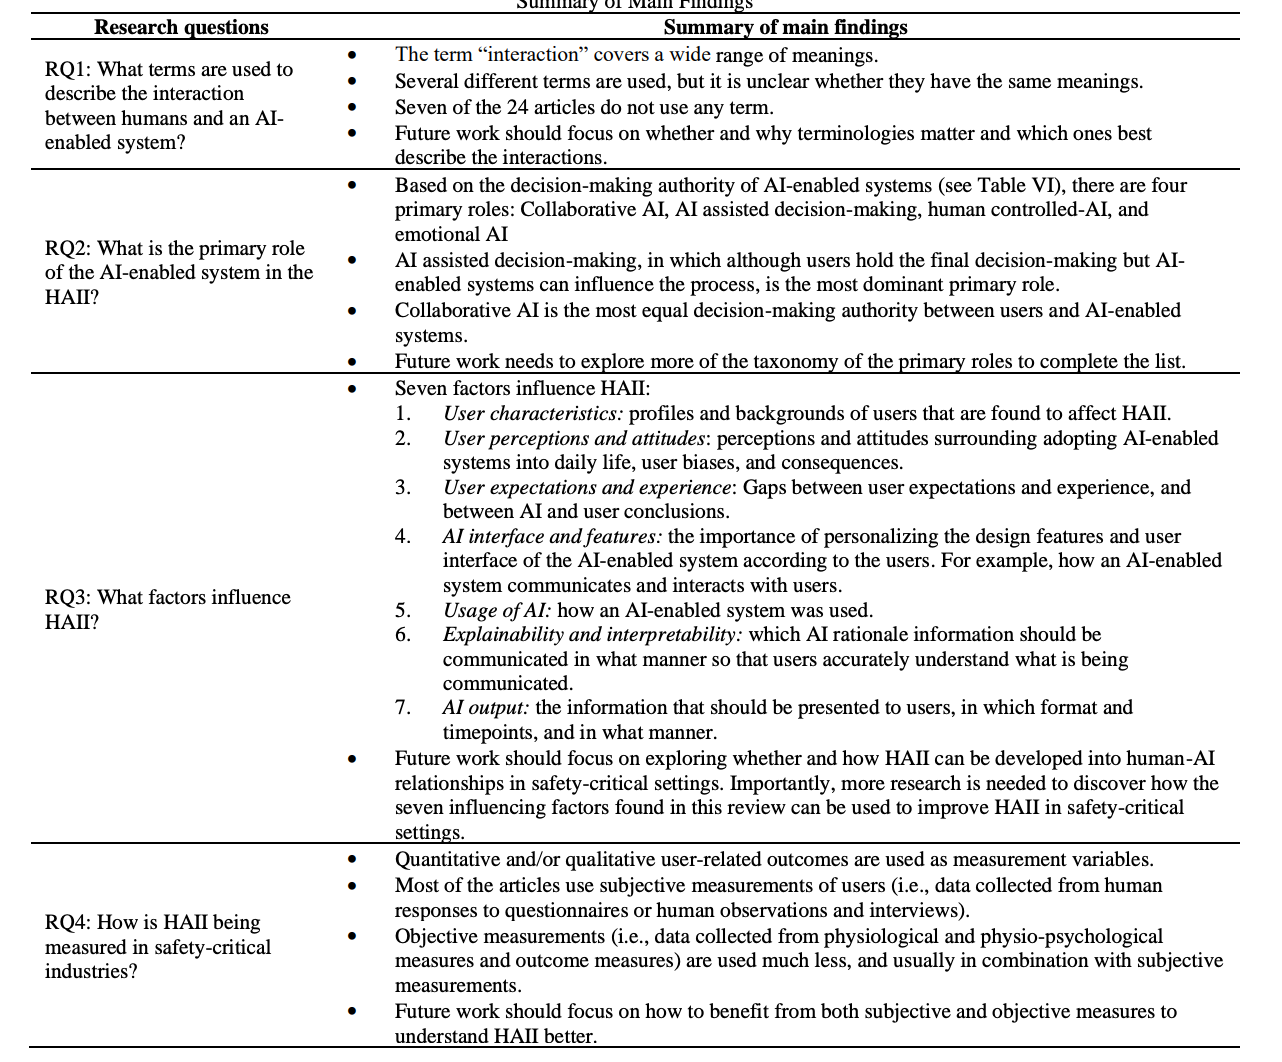 Summary of Main Findings
Research questions
Summary of main findings
RQ1: What terms are used to
describe the interaction
between humans and an AI-
enabled system?
• The term “interaction” covers a wide range of meanings.
• Several different terms are used, but it is unclear whether they have the same meanings.
• Seven of the 24 articles do not use any term.
• Future work should focus on whether and why terminologies matter and which ones best
describe the interactions.
RQ2: What is the primary role
of the AI-enabled system in the
HAII?
• Based on the decision-making authority of AI-enabled systems (see Table VI), there are four
primary roles: Collaborative AI, AI assisted decision-making, human controlled-AI, and
emotional AI
• AI assisted decision-making, in which although users hold the final decision-making but AI-
enabled systems can influence the process, is the most dominant primary role.
• Collaborative AI is the most equal decision-making authority between users and AI-enabled
systems.
• Future work needs to explore more of the taxonomy of the primary roles to complete the list.
RQ3: What factors influence
HAII?
• Seven factors influence HAII:
1. User characteristics: profiles and backgrounds of users that are found to affect HAII.
2. User perceptions and attitudes: perceptions and attitudes surrounding adopting AI-enabled
systems into daily life, user biases, and consequences.
3. User expectations and experience: Gaps between user expectations and experience, and
between AI and user conclusions.
4. AI interface and features: the importance of personalizing the design features and user
interface of the AI-enabled system according to the users. For example, how an AI-enabled
system communicates and interacts with users.
5. Usage of AI: how an AI-enabled system was used.
6. Explainability and interpretability: which AI rationale information should be
communicated in what manner so that users accurately understand what is being
communicated.
7. AI output: the information that should be presented to users, in which format and
timepoints, and in what manner.
• Future work should focus on exploring whether and how HAII can be developed into human-AI
relationships in safety-critical settings. Importantly, more research is needed to discover how the
seven influencing factors found in this review can be used to improve HAII in safety-critical
settings.
RQ4: How is HAII being
measured in safety-critical
industries?
• Quantitative and/or qualitative user-related outcomes are used as measurement variables.
• Most of the articles use subjective measurements of users (i.e., data collected from human
responses to questionnaires or human observations and interviews).
• Objective measurements (i.e., data collected from physiological and physio-psychological
measures and outcome measures) are used much less, and usually in combination with subjective
measurements.
• Future work should focus on how to benefit from both subjective and objective measures to
understand HAII better.